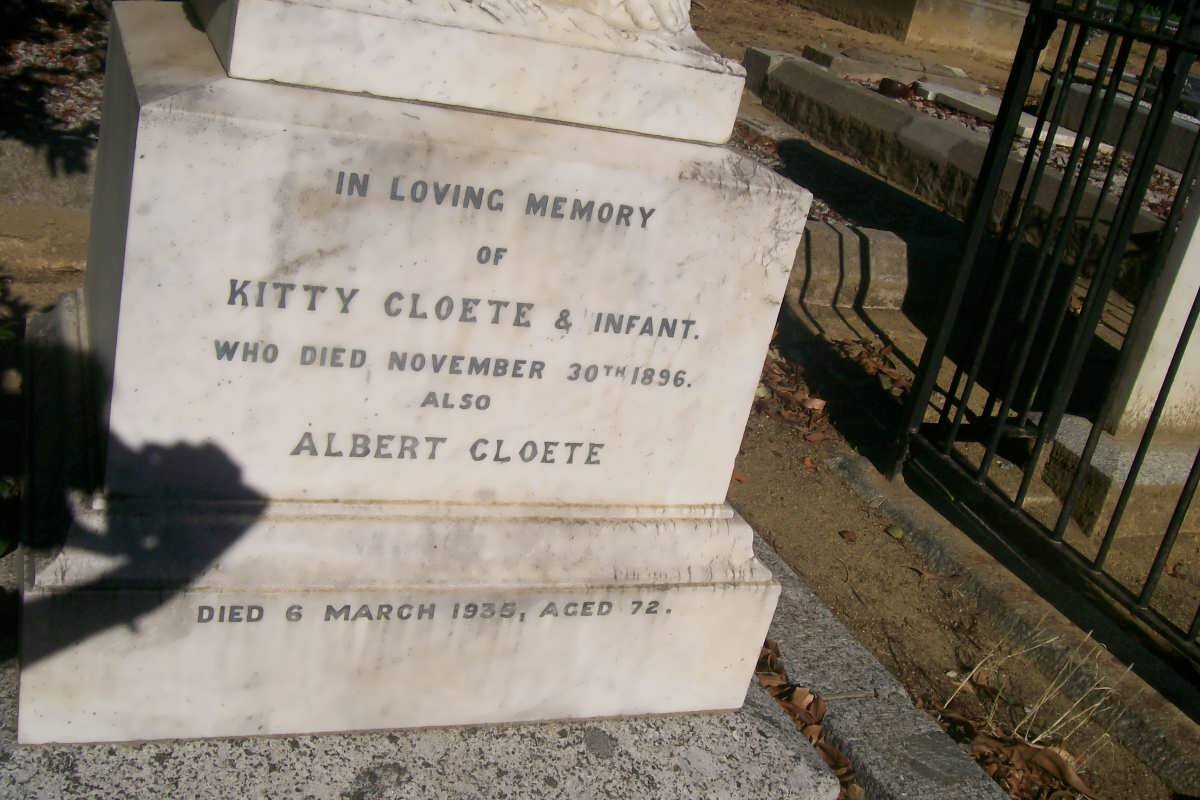 IN LOVING MEMORY
OF
KITTY CLOETE & INFANT.
WHO DIED NOVEMBER 30TH 1896.
ALSO
ALBERT CLOETE
DIED 6 MARCH 1935, AGED 72.